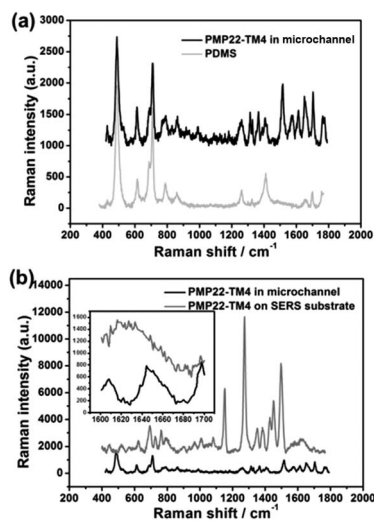 (a)
PMP22-TM4 in microchannel
PDMS
Raman intensity (a.u.)
3000
2500
2000
1500
1000
500
0
200 400 600 800 1000 1200 1400 1600 1800 2000
Raman shift / cm-1
(b)
PMP22-TM4 in microchannel
PMP22-TM4 on SERS substrate
Raman intensity (a.u.)
14000
12000
10000
8000
6000
4000
2000
0
1600
1400
1200
1000
800
600
400
200
0
1600 1620 1640 1660 1680 1700
200 400 600 800 1000 1200 1400 1600 1800 2000
Raman shift / cm-1